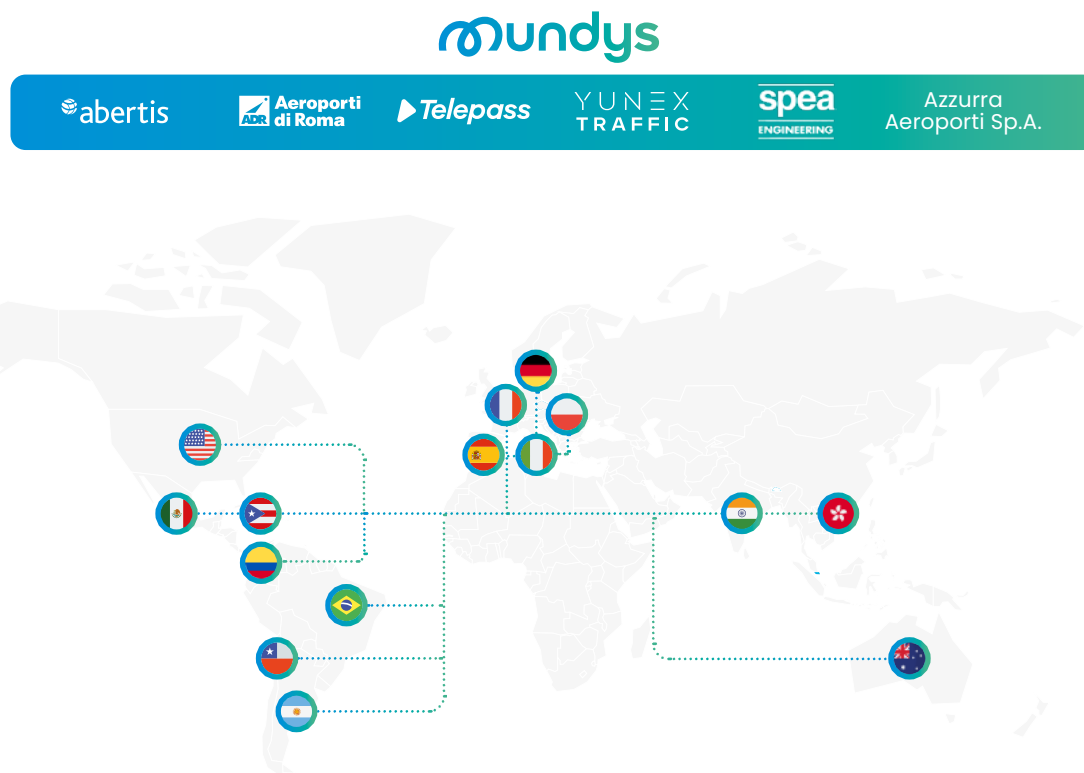 mundys
abertis
ADR Aeroporti
di Roma
Telepass
YUNEX
TRAFFIC
spea
ENGINEERING
Azzurra
Aeroporti Sp.A.